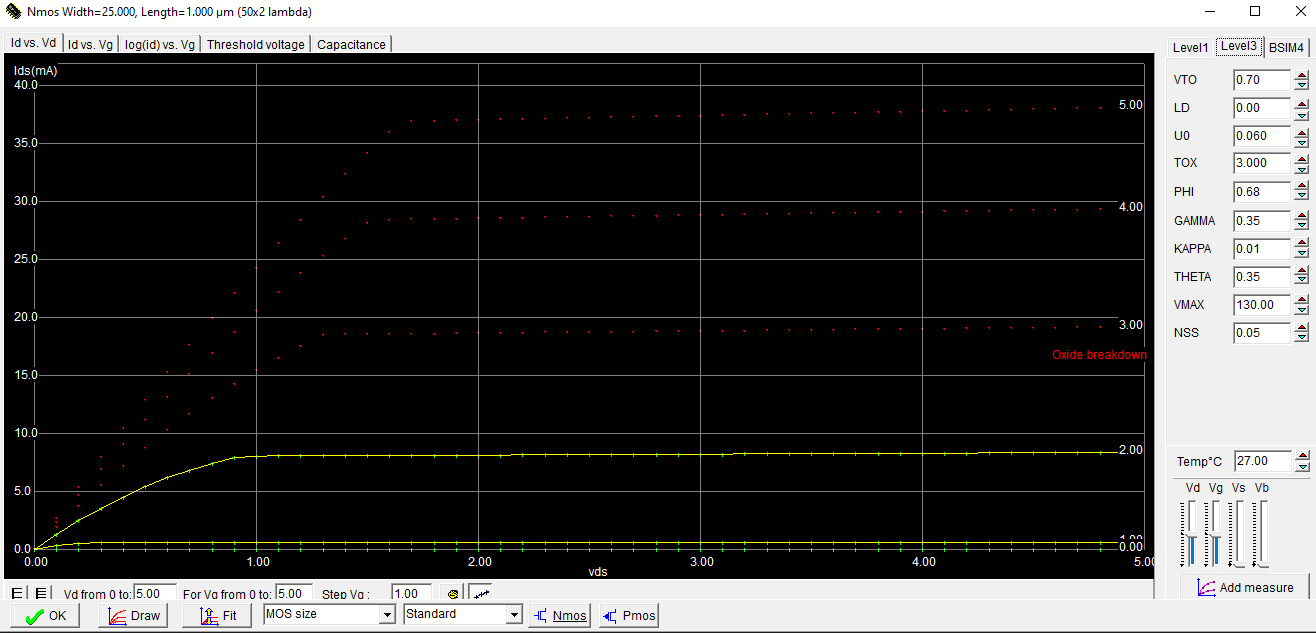 Nmos Width=25.000, Length=1.000 µm (50x2 lambda)
Id vs. Vd Id vs. Vg log(id) vs. Vg Threshold voltage Capacitance
Level1 Level3 BSIM4
Ids(mA)
40.0
35.0
30.0
25.0
20.0
15.0
10.0
5.0
0.0
5.00
4.00
3.00
Oxide breakdown
2.00
1.00
0.00
0.00 1.00 2.00 3.00 4.00 5.00
vds
VTO 0.70
LD 0.00
U0 0.060
TOX 3.000
PHI 0.68
GAMMA 0.35
KAPPA 0.01
THETA 0.35
VMAX 130.00
NSS 0.05
Temp°C 27.00
Vd Vg Vs Vb
Add measure
E E Vd from 0 to: 5.00 For Vg from 0 to: 5.00 Step Vg : 1.00
OK Draw Fit MOS size Standard Nmos Pmos